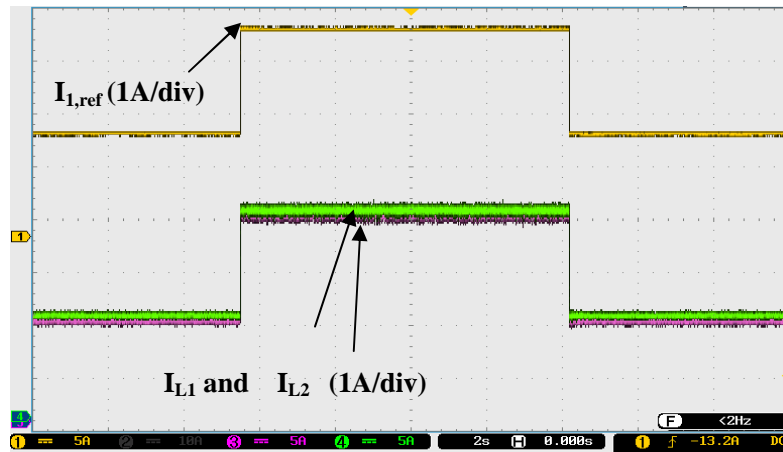 I1,ref (1A/div)
1
IL1 and IL2 (1A/div)
4
F <2Hz
1 5A 2 10A 3 5A 4 5A 2s H 0.000s 1 -13.2A DC